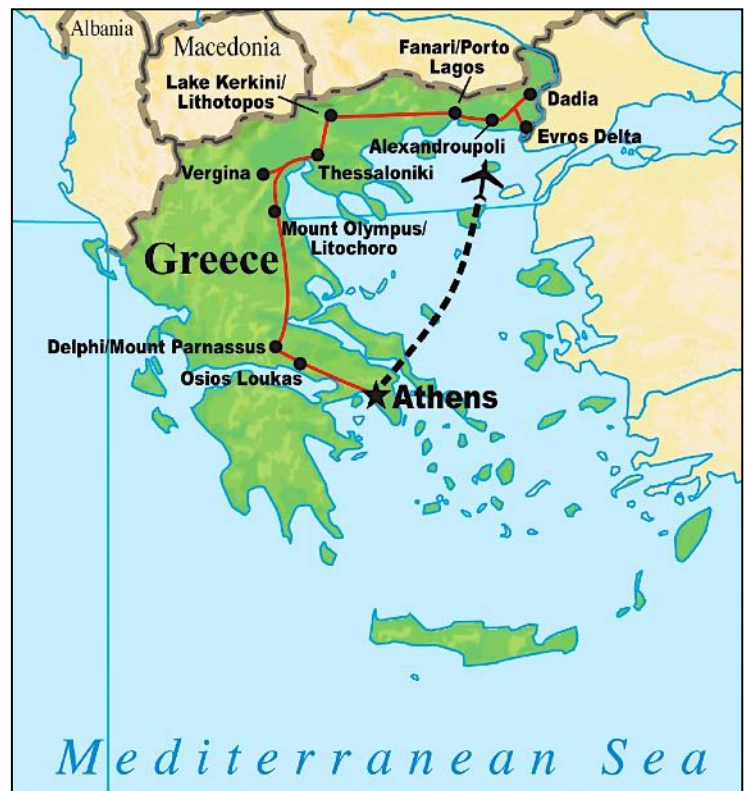 Albania
Macedonia
Fanari/Porto
Lagos
Lake Kerkini/
Lithotopos
Dadia
Alexandroupoli
Evros Delta
Vergina
Thessaloniki
Mount Olympus/
Litochoro
Greece
Delphi/Mount Parnassus
Osios Loukas
Athens
Mediterranean Sea